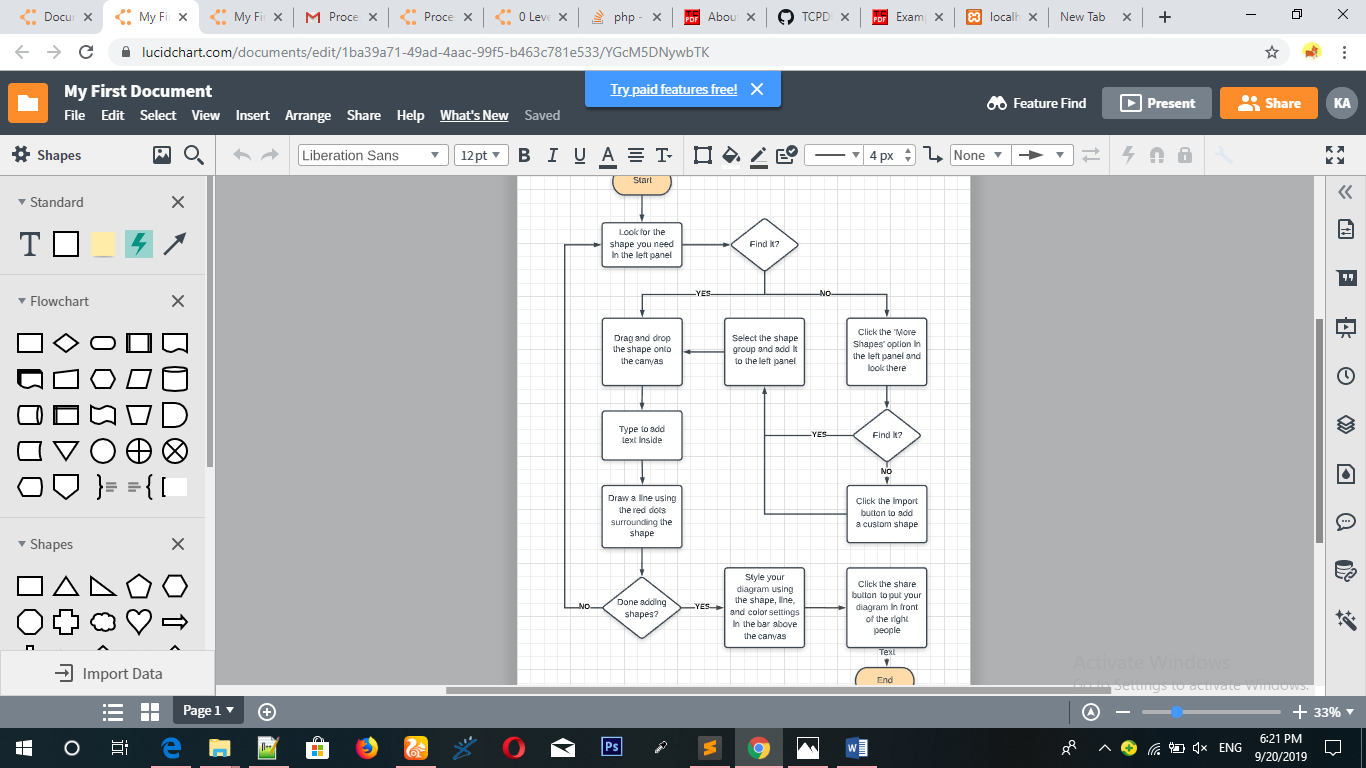 Docur
My Fi
My Fi
Proce
Proce
0 Leve
php -
Abou
TCPD
Exam
localh
New Tab
lucidchart.com/documents/edit/1ba39a71-49ad-4aac-99f5-b463c781e533/YGcM5DNywbTK
My First Document
Try paid features free!
Feature Find
Present
Share
KA
File Edit Select View Insert Arrange Share Help What's New Saved
Shapes
Liberation Sans
12pt
B I U A T
4 px
None
Standard
T
Flowchart
Shapes
Import Data
Start
Look for the
shape you need
in the left panel
Find it?
YES
NO
Drag and drop
the shape onto
the canvas
Select the shape
group and add it
to the left panel
Click the 'More
Shapes' option in
the left panel and
look there
Type to add
text inside
YES
Find it?
NO
Draw a line using
the red dots
surrounding the
shape
Click the Import
button to add
a custom shape
NO
Done adding
shapes?
YES
Style your
diagram using
the shape, line,
and color settings
in the bar above
the canvas
Click the share
button to put your
diagram in front
of the right
people
Text
End
Activate Windows
Go to Settings to activate Windows.
Page 1
33%
Ps
ENG
6:21 PM
9/20/2019